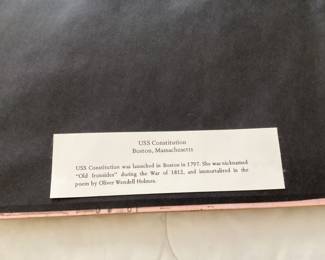 USS Constitution
Boston, Massachusetts
USS Constitution was launched in Boston in 1797. She was nicknamed
"Old Ironsides" during the War of 1812, and immortalized in the
poem by Oliver Wendell Holmes.